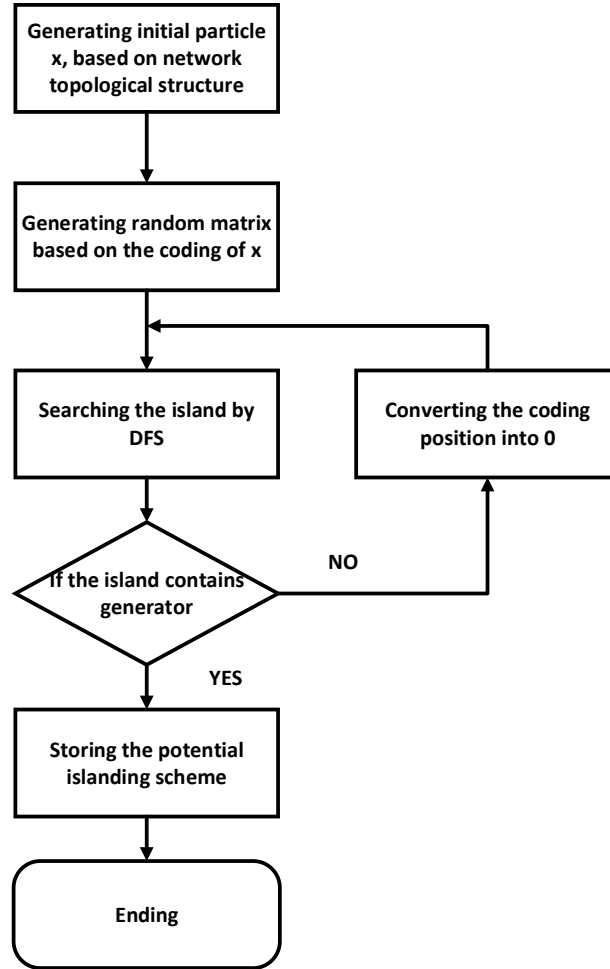 Generating initial particle
x, based on network
topological structure
Generating random matrix
based on the coding of x
Searching the island by
DFS
Converting the coding
position into 0
If the island contains
generator
NO
YES
Storing the potential
islanding scheme
Ending